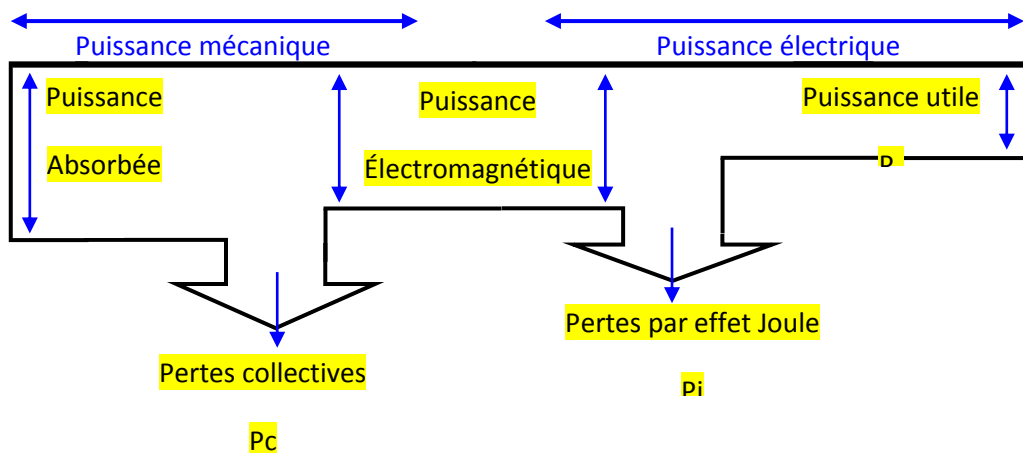 Puissance mécanique
Puissance électrique
Puissance
Absorbée
Puissance
Électromagnétique
Puissance utile
Pertes par effet Joule
Pertes collectives
Pc